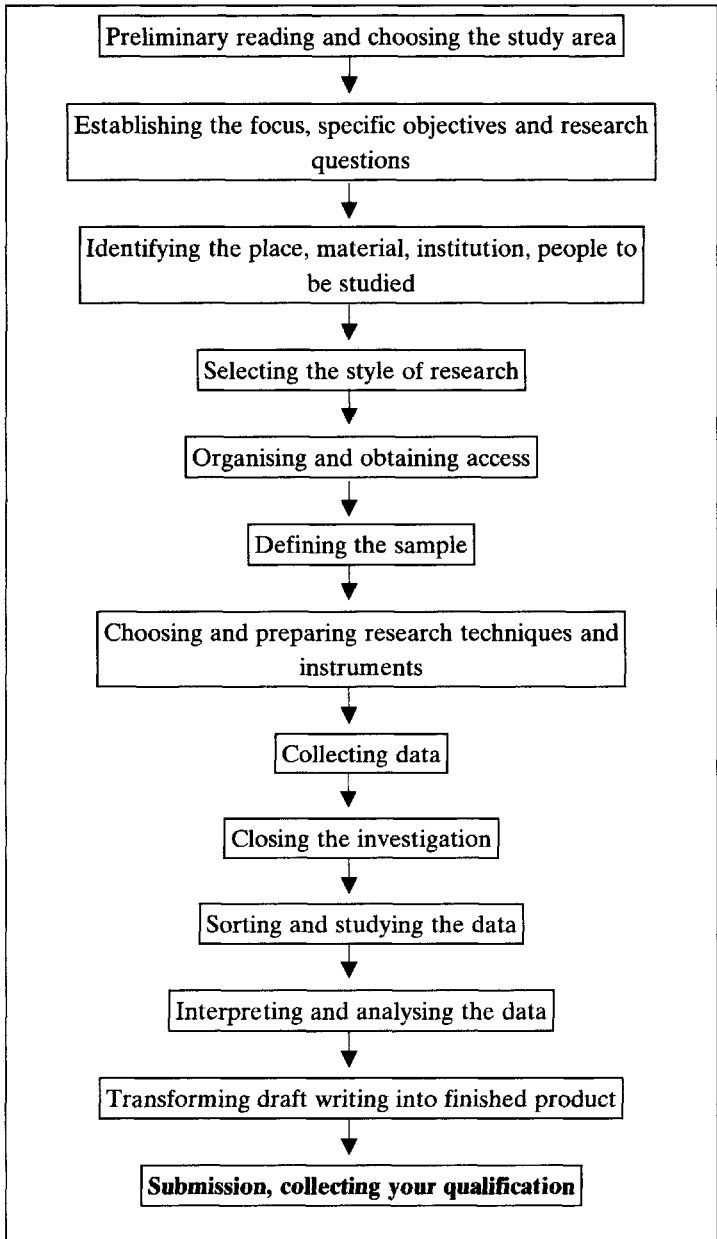 Preliminary reading and choosing the study area
Establishing the focus, specific objectives and research
questions
Identifying the place, material, institution, people to
be studied
Selecting the style of research
Organising and obtaining access
Defining the sample
Choosing and preparing research techniques and
instruments
Collecting data
Closing the investigation
Sorting and studying the data
Interpreting and analysing the data
Transforming draft writing into finished product
Submission, collecting your qualification